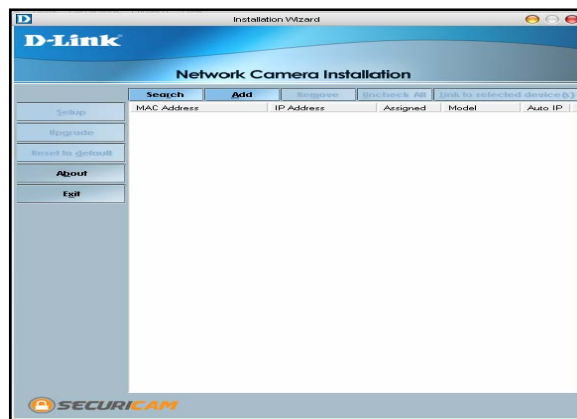 D Installation Wizard
D-Link
Network Camera Installation
Search Add Remove Uncheck All Link to selected device(s)
MAC Address IP Address Assigned Model Auto IP
Setup
Upgrade
Reset to default
About
Exit
SECURICAM